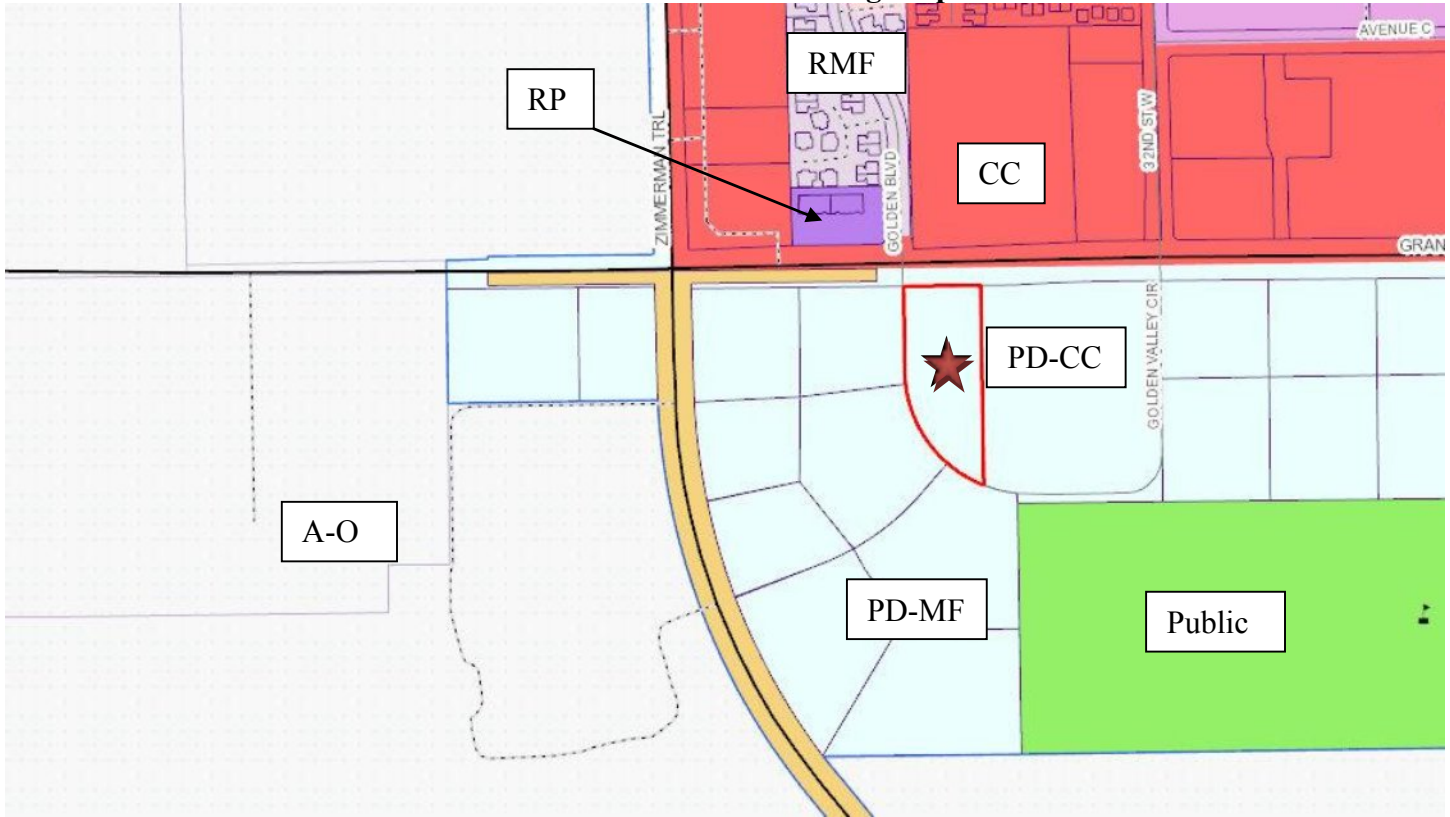 AVENUE C
RMF
RP
ZIMMERMAN TRL
GOLDEN BLVD
CC
32ND ST W
GRAN
GOLDEN VALLEY CIR
PD-CC
A-O
PD-MF
Public